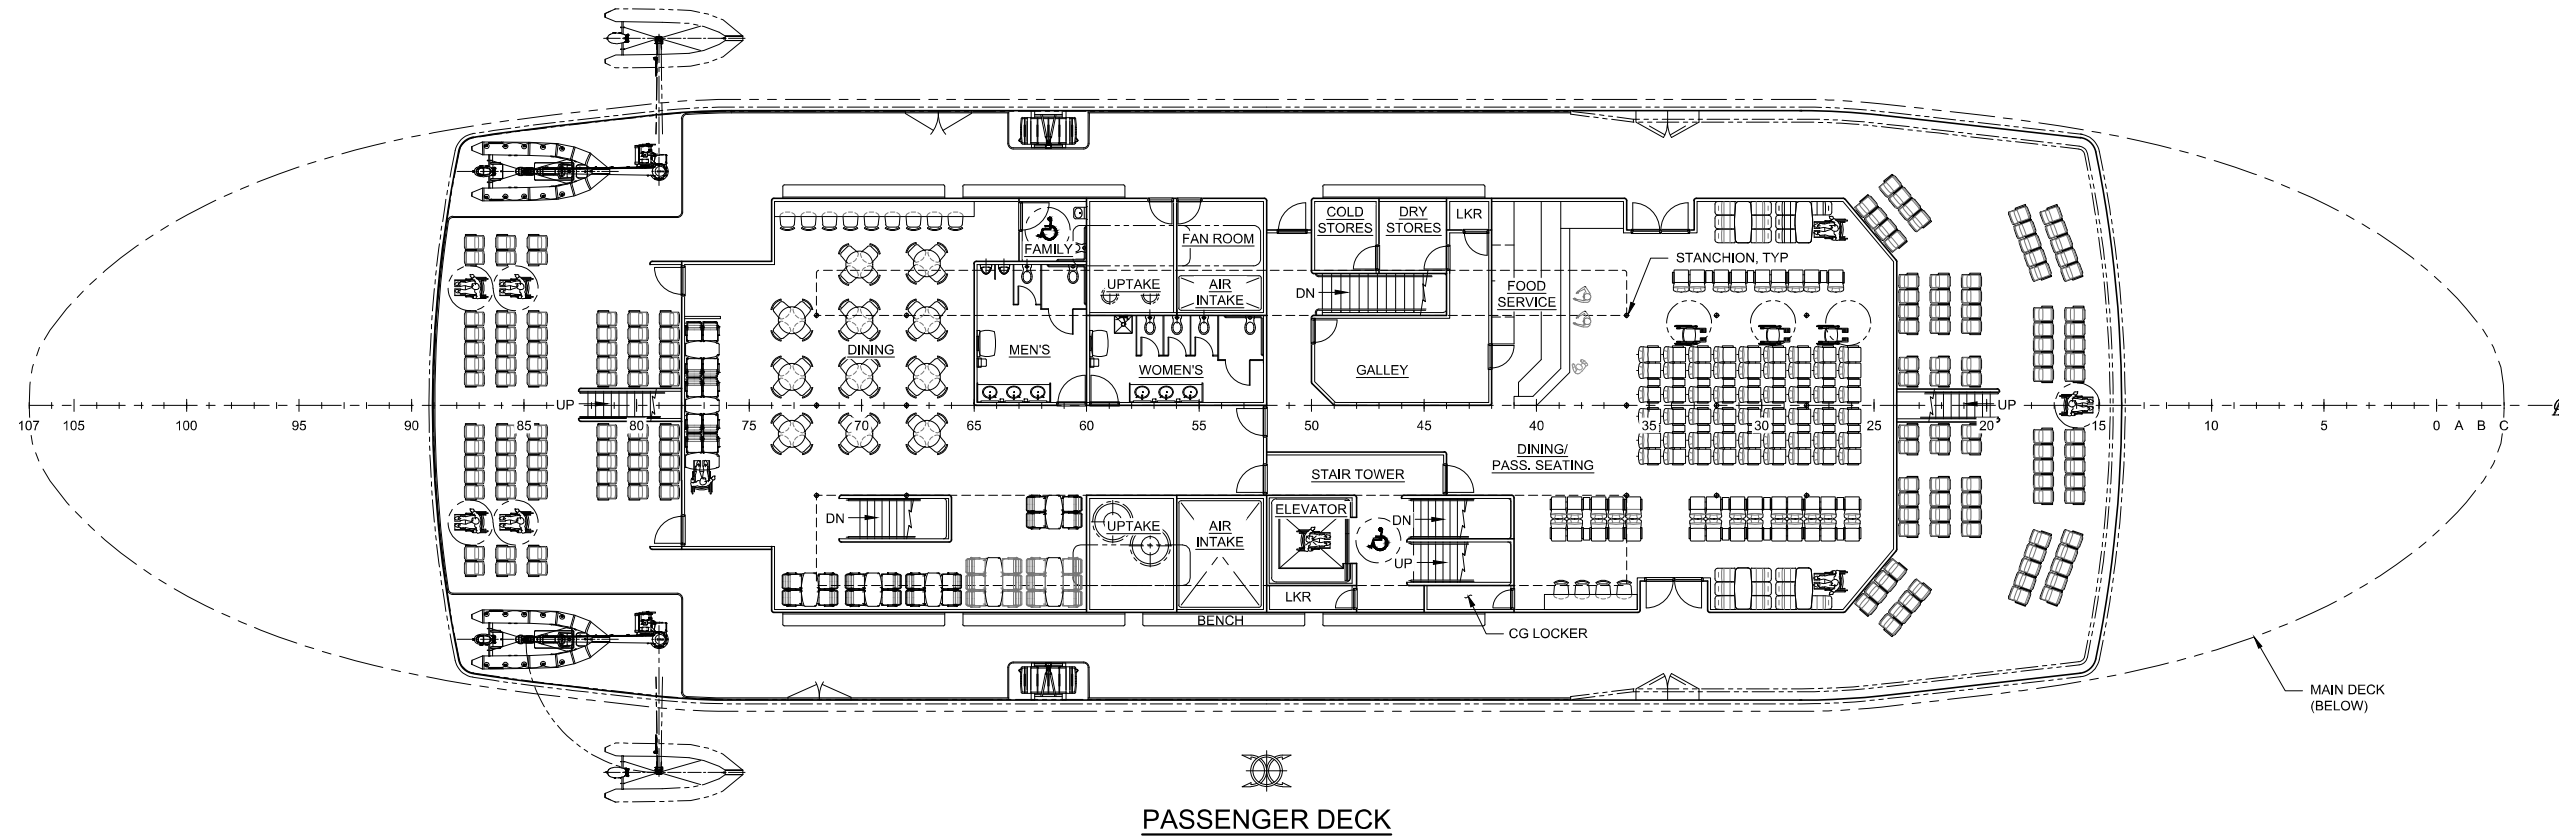 COLD
STORES
DRY
STORES
LKR
FAMILY
FAN ROOM
STANCHION, TYP
UPTAKE
AIR
INTAKE
DN
FOOD
SERVICE
DINING
MEN'S
WOMEN'S
GALLEY
UP
UP
107 105 100 95 90 85 80 75 70 65 60 55 50 45 40 35 30 25 20 15 10 5 0 A B C
DINING/
PASS. SEATING
STAIR TOWER
ELEVATOR
DN
UPTAKE
AIR
INTAKE
DN
UP
LKR
BENCH
CG LOCKER
MAIN DECK
(BELOW)
PASSENGER DECK